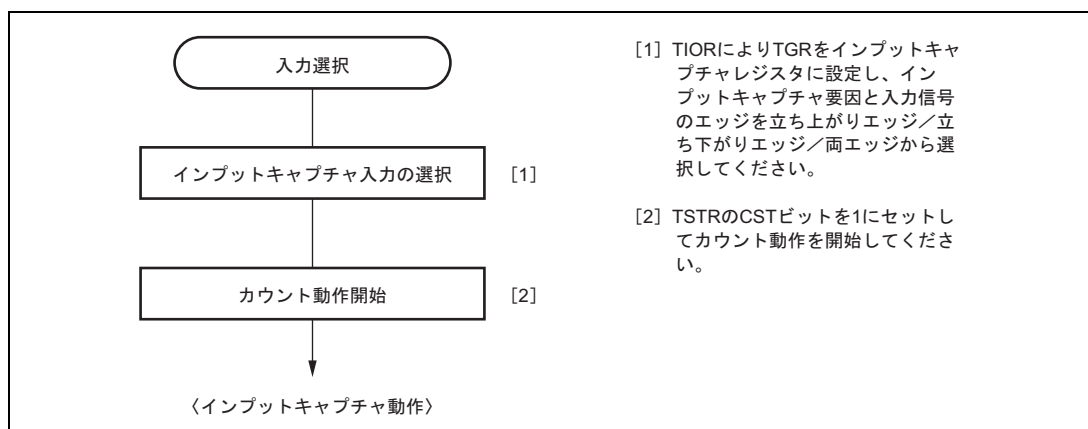 入力選択
インプットキャプチャ入力の選択 [1]
カウント動作開始 [2]
〈インプットキャプチャ動作〉
[1] TIORによりTGRをインプットキャ
プチャレジスタに設定し、イン
プットキャプチャ要因と入力信号
のエッジを立ち上がりエッジ／立
ち下がりエッジ／両エッジから選
択してください。
[2] TSTRのCSTビットを1にセットし
てカウント動作を開始してくださ
い。